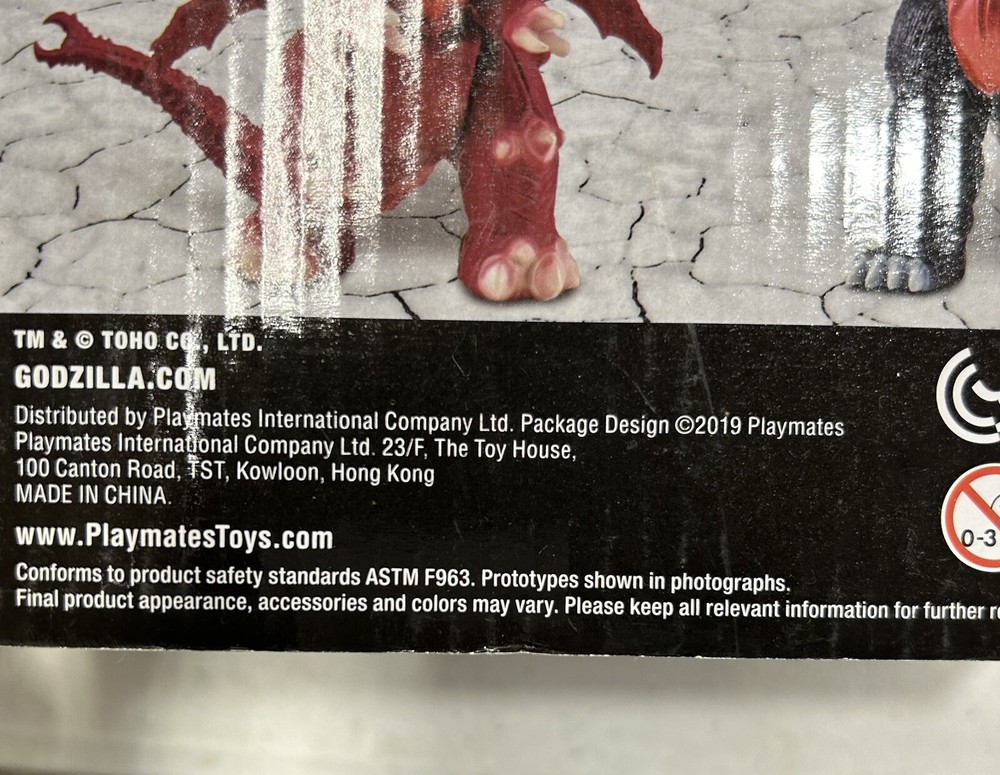 TM & © TOHO CO., LTD.
GODZILLA.COM
Distributed by Playmates International Company Ltd. Package Design ©2019 Playmates
Playmates International Company Ltd. 23/F, The Toy House,
100 Canton Road, TST, Kowloon, Hong Kong
MADE IN CHINA.
www.PlaymatesToys.com
Conforms to product safety standards ASTM F963. Prototypes shown in photographs.
Final product appearance, accessories and colors may vary. Please keep all relevant information for further
0-3